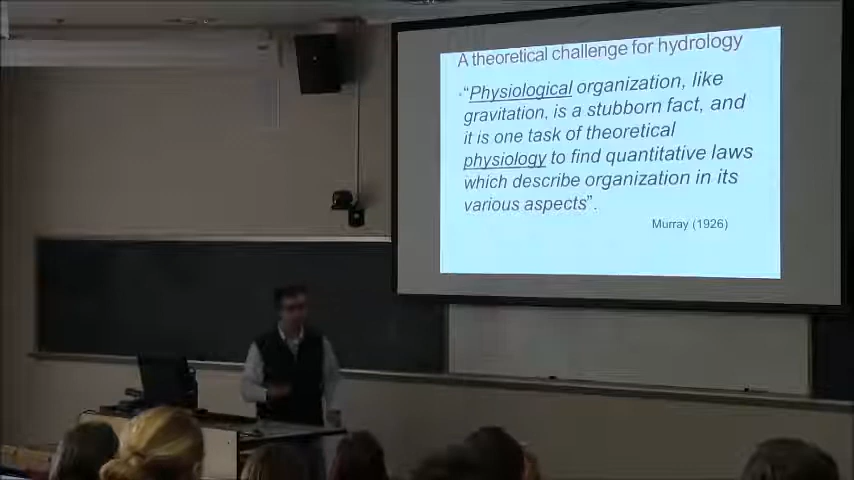 A theoretical challenge for hydrology
•“Physiological organization, like
gravitation, is a stubborn fact, and
it is one task of theoretical
physiology to find quantitative laws
which describe organization in its
various aspects”.
Murray (1926)